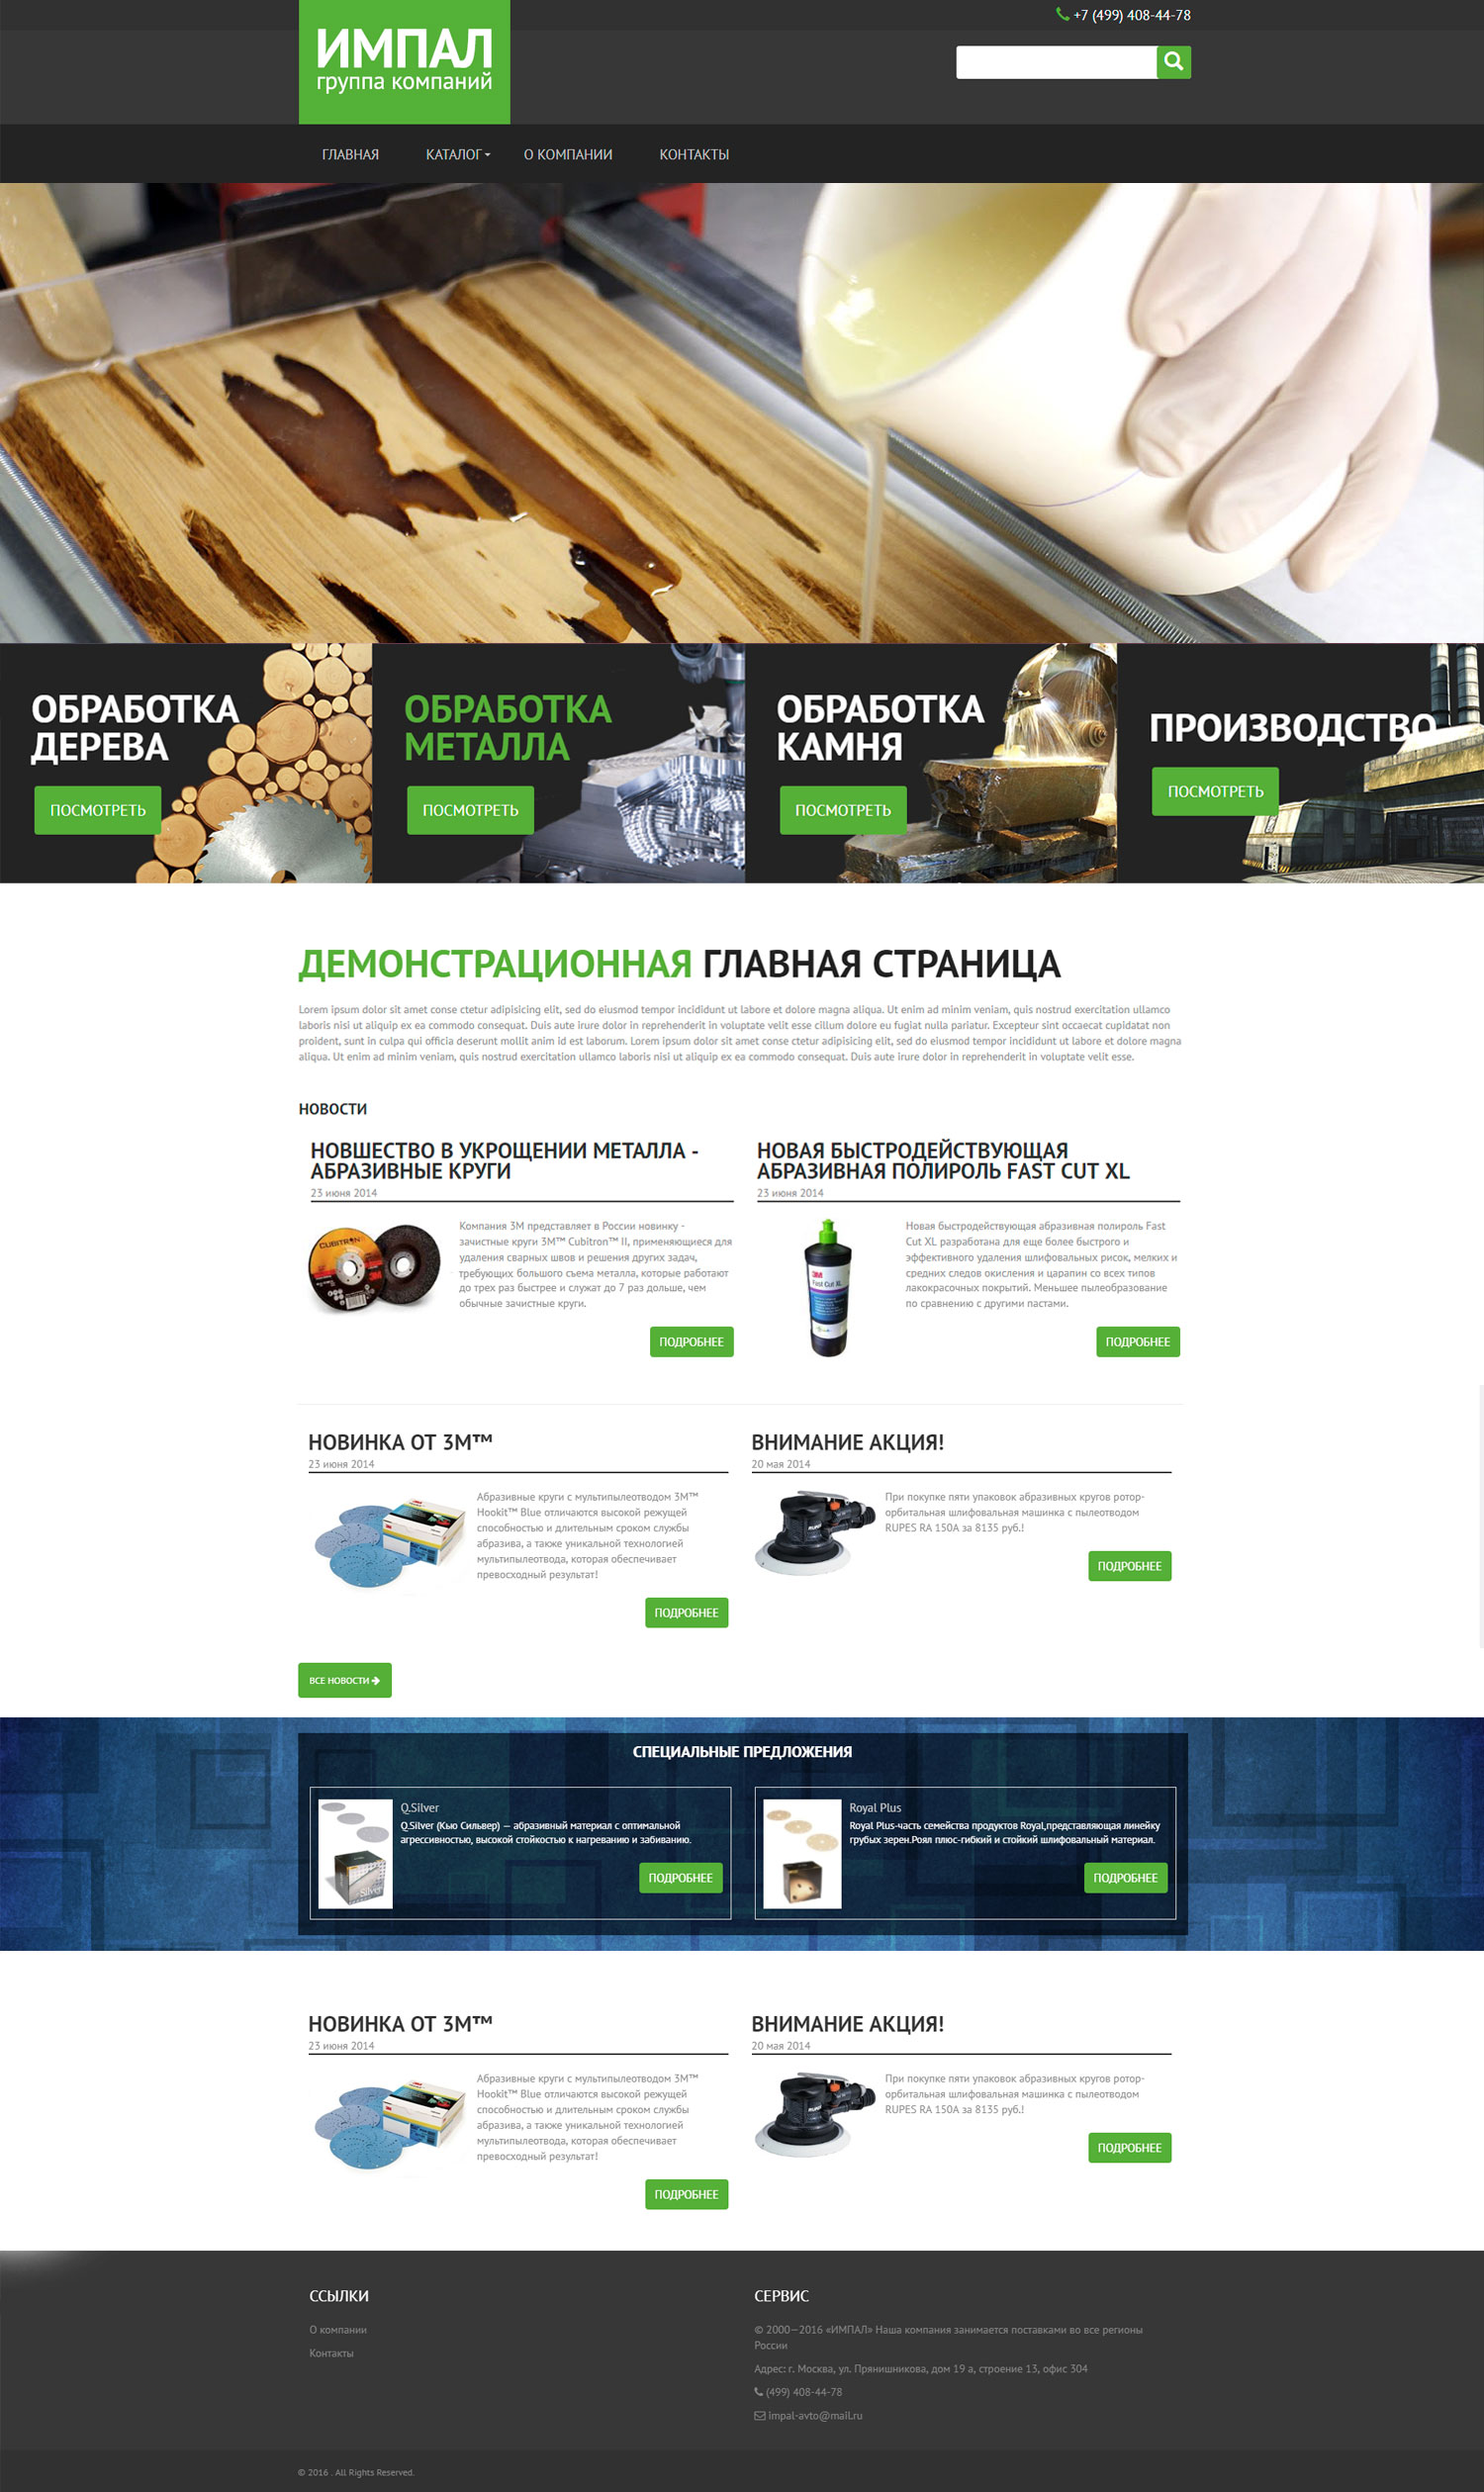 +7 (499) 408-44-78
ИМПАЛ
группа компаний
ГЛАВНАЯ КАТАЛОГ О КОМПАНИИ КОНТАКТЫ
ОБРАБОТКА
ДЕРЕВА
ПОСМОТРЕТЬ
ОБРАБОТКА
МЕТАЛЛА
ПОСМОТРЕТЬ
ОБРАБОТКА
КАМНЯ
ПОСМОТРЕТЬ
ПРОИЗВОДСТВО
ПОСМОТРЕТЬ
ДЕМОНСТРАЦИОННАЯ ГЛАВНАЯ СТРАНИЦА
Lorem ipsum dolor sit amet conse ctetur adipisicing elit, sed do eiusmod tempor incididunt ut labore et dolore magna aliqua. Ut enim ad minim veniam, quis nostrud exercitation ullamco
laboris nisi ut aliquip ex ea commodo consequat. Duis aute irure dolor in reprehenderit in voluptate velit esse cillum dolore eu fugiat nulla pariatur. Excepteur sint occaecat cupidatat non
proident, sunt in culpa qui officia deserunt mollit anim id est laborum. Lorem ipsum dolor sit amet conse ctetur adipisicing elit, sed do eiusmod tempor incididunt ut labore et dolore magna
aliqua. Ut enim ad minim veniam, quis nostrud exercitation ullamco laboris nisi ut aliquip ex ea commodo consequat. Duis aute irure dolor in reprehenderit in voluptate velit esse.
НОВОСТИ
НОВШЕСТВО В УКРОЩЕНИИ МЕТАЛЛА -
АБРАЗИВНЫЕ КРУГИ
23 июня 2014
CUBITRON
3M
Компания 3М представляет в России новинку -
зачистные круги 3М™ Cubitron™ II, применяющиеся для
удаления сварных швов и решения других задач,
требующих большого съема металла, которые работают
до трех раз быстрее и служат до 7 раз дольше, чем
обычные зачистные круги.
ПОДРОБНЕЕ
НОВАЯ БЫСТРОДЕЙСТВУЮЩАЯ
АБРАЗИВНАЯ ПОЛИРОЛЬ FAST CUT XL
23 июня 2014
3M
Fast Cut XL
Новая быстродействующая абразивная полироль Fast
Cut XL разработана для еще более быстрого и
эффективного удаления шлифовальных рисок, мелких и
средних следов окисления и царапин со всех типов
лакокрасочных покрытий. Меньшее пылеобразование
по сравнению с другими пастами.
ПОДРОБНЕЕ
НОВИНКА ОТ 3М™
23 июня 2014
Абразивные круги с мультипылеотводом 3М™
Hookit™ Blue отличаются высокой режущей
способностью и длительным сроком службы
абразива, а также уникальной технологией
мультипылеотвода, которая обеспечивает
превосходный результат!
ПОДРОБНЕЕ
ВНИМАНИЕ АКЦИЯ!
20 мая 2014
При покупке пяти упаковок абразивных кругов ротор-
орбитальная шлифовальная машинка с пылеотводом
RUPES RA 150A за 8135 руб.!
ПОДРОБНЕЕ
ВСЕ НОВОСТИ
СПЕЦИАЛЬНЫЕ ПРЕДЛОЖЕНИЯ
Silver
Q.Silver
Q.Silver (Кью Сильвер) — абразивный материал с оптимальной
агрессивностью, высокой стойкостью к нагреванию и забиванию.
ПОДРОБНЕЕ
Royal Plus
Royal Plus-часть семейства продуктов Royal,представляющая линейку
грубых зерен.Роял плюс-гибкий и стойкий шлифовальный материал.
ПОДРОБНЕЕ
НОВИНКА ОТ 3М™
23 июня 2014
Абразивные круги с мультипылеотводом 3М™
Hookit™ Blue отличаются высокой режущей
способностью и длительным сроком службы
абразива, а также уникальной технологией
мультипылеотвода, которая обеспечивает
превосходный результат!
ПОДРОБНЕЕ
ВНИМАНИЕ АКЦИЯ!
20 мая 2014
При покупке пяти упаковок абразивных кругов ротор-
орбитальная шлифовальная машинка с пылеотводом
RUPES RA 150A за 8135 руб.!
ПОДРОБНЕЕ
ССЫЛКИ
О компании
Контакты
СЕРВИС
© 2000—2016 «ИМПАЛ» Наша компания занимается поставками во все регионы
России
Адрес: г. Москва, ул. Прянишникова, дом 19 а, строение 13, офис 304
(499) 408-44-78
impal-avto@mail.ru
© 2016 . All Rights Reserved.